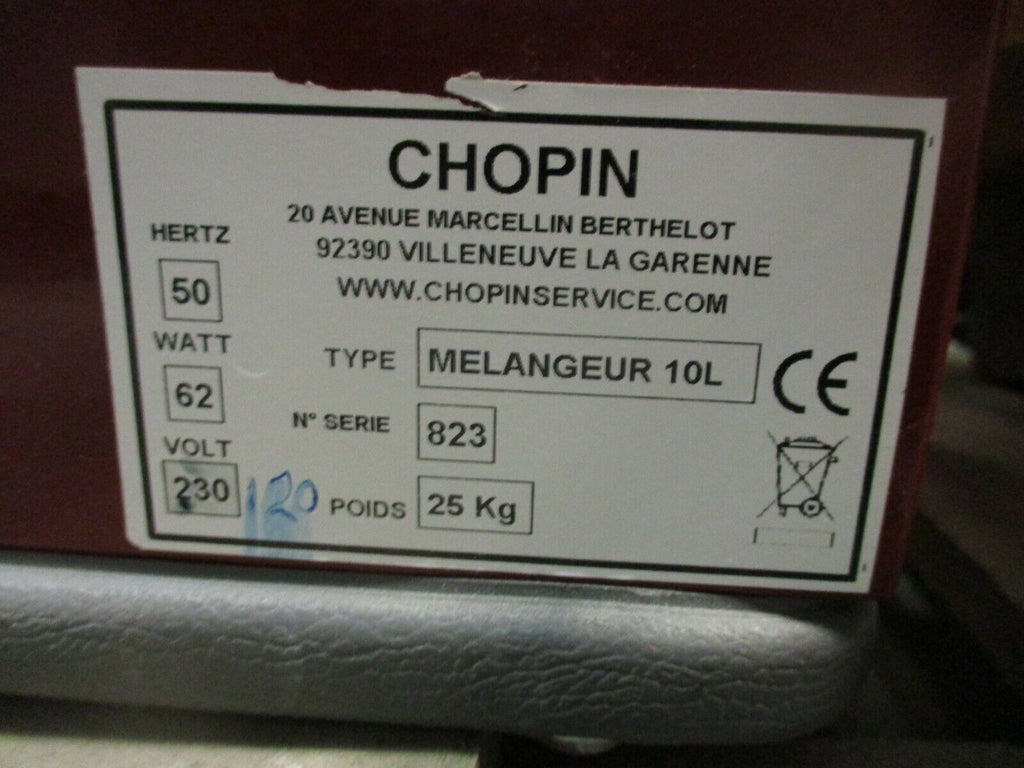 CHOPIN
20 AVENUE MARCELLIN BERTHELOT
92390 VILLENEUVE LA GARENNE
WWW.CHOPINSERVICE.COM
HERTZ
50
WATT
62
VOLT
230 120
TYPE MELANGEUR 10L
N° SERIE 823
POIDS 25 Kg
CE